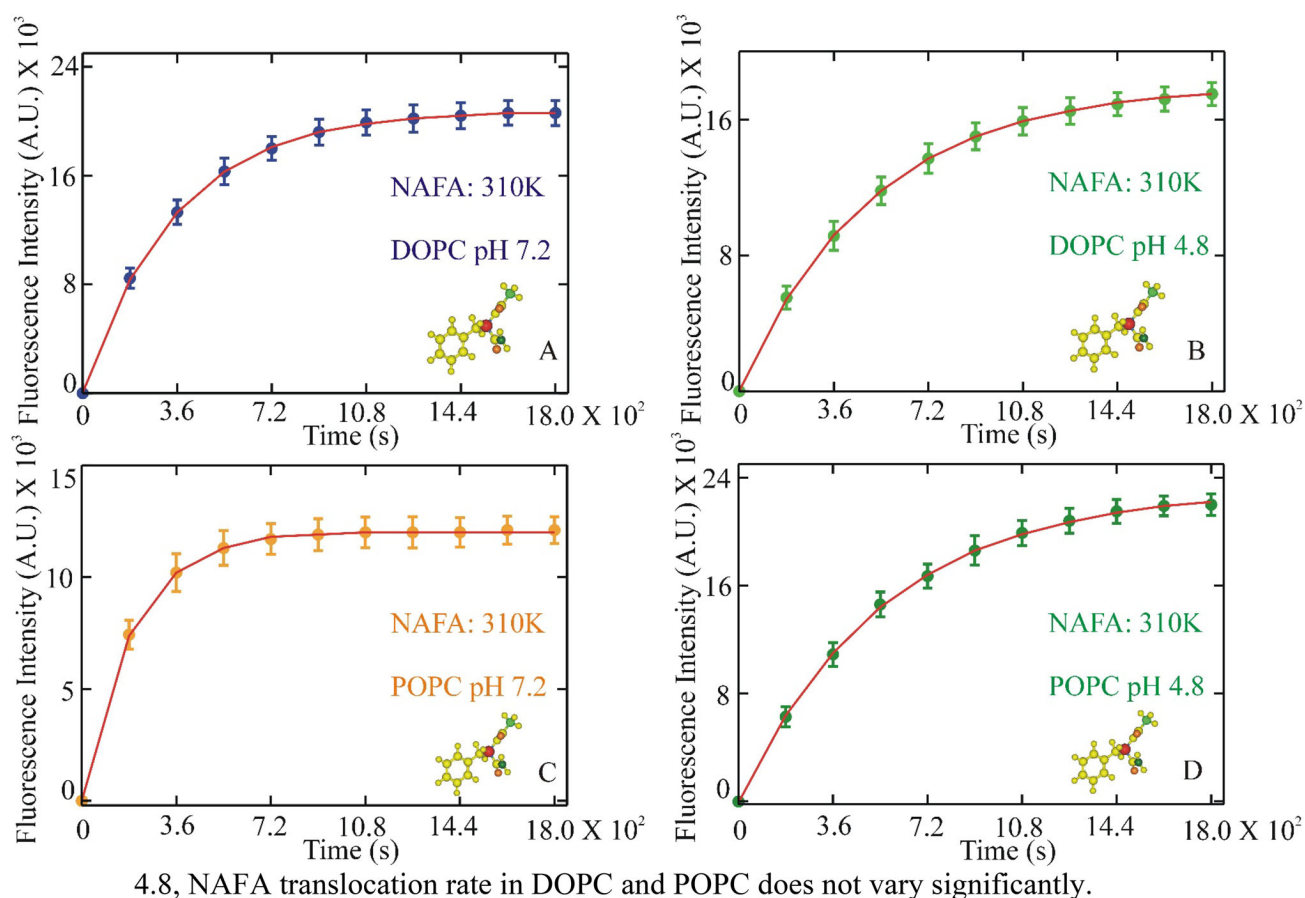 Fluorescence Intensity (A.U.) X 10³
24
16
8
0
NAFA: 310K
DOPC pH 7.2
A
0 3.6 7.2 10.8 14.4 18.0 X 10²
Time (s)
Fluorescence Intensity (A.U.) X 10³
16
8
0
NAFA: 310K
DOPC pH 4.8
B
0 3.6 7.2 10.8 14.4 18.0 X 10²
Time (s)
Fluorescence Intensity (A.U.) X 10³
15
10
5
0
NAFA: 310K
POPC pH 7.2
C
0 3.6 7.2 10.8 14.4 18.0 X 10²
Time (s)
Fluorescence Intensity (A.U.) X 10³
24
16
8
0
NAFA: 310K
POPC pH 4.8
D
0 3.6 7.2 10.8 14.4 18.0 X 10²
Time (s)
4.8, NAFA translocation rate in DOPC and POPC does not vary significantly.